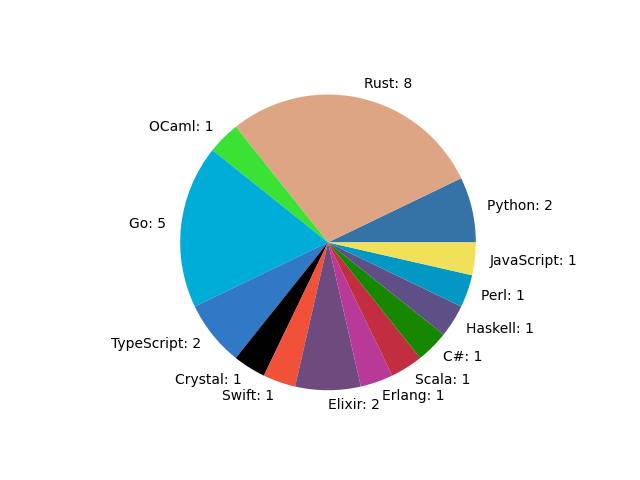 Rust: 8
OCaml: 1
Python: 2
Go: 5
JavaScript: 1
Perl: 1
Haskell: 1
TypeScript: 2
C#: 1
Crystal: 1
Scala: 1
Swift: 1
Erlang: 1
Elixir: 2